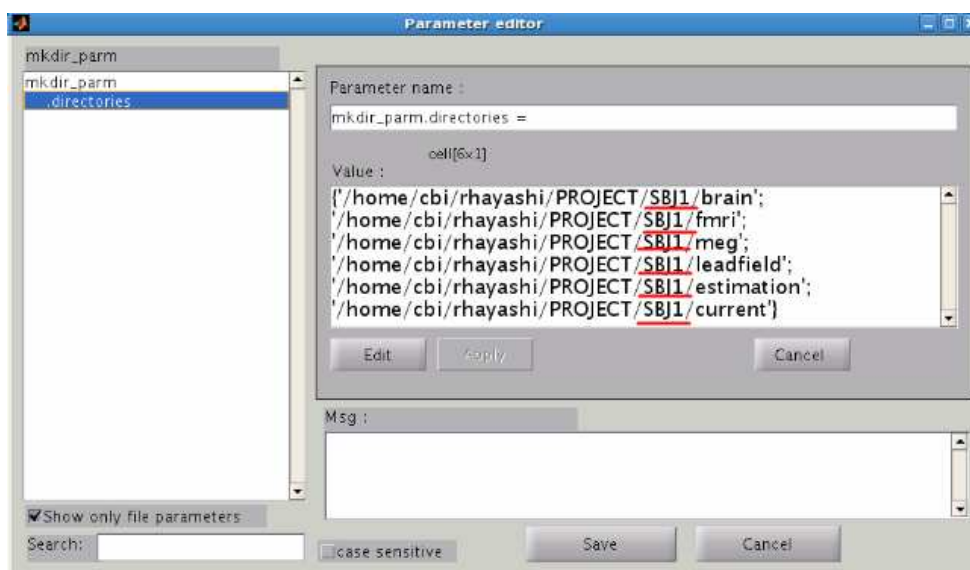 Parameter editor
mkdir_parm
mkdir_parm
.directories
Parameter name :
mkdir_parm.directories =
cell[6x1]
Value :
{'/home/cbi/rhayashi/PROJECT/SBJ1/brain';
'/home/cbi/rhayashi/PROJECT/SBJ1/fmri';
'/home/cbi/rhayashi/PROJECT/SBJ1/meg';
'/home/cbi/rhayashi/PROJECT/SBJ1/leadfield';
'/home/cbi/rhayashi/PROJECT/SBJ1/estimation';
'/home/cbi/rhayashi/PROJECT/SBJ1/current'}
Edit Apply Cancel
Msg :
Show only file parameters
Search:
case sensitive
Save Cancel